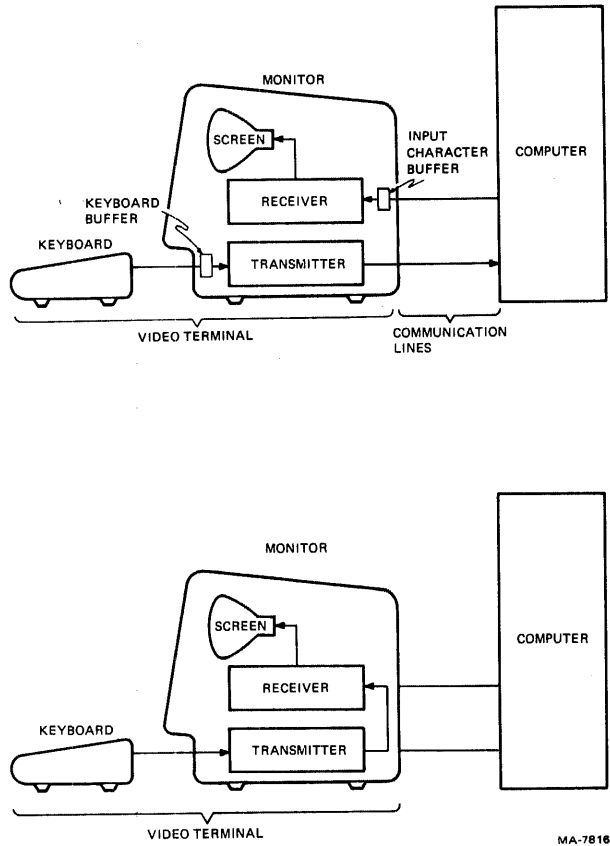 MONITOR
SCREEN
INPUT
CHARACTER
BUFFER
COMPUTER
KEYBOARD
BUFFER
RECEIVER
KEYBOARD
TRANSMITTER
VIDEO TERMINAL
COMMUNICATION
LINES
MONITOR
SCREEN
COMPUTER
RECEIVER
KEYBOARD
TRANSMITTER
VIDEO TERMINAL
MA-7816